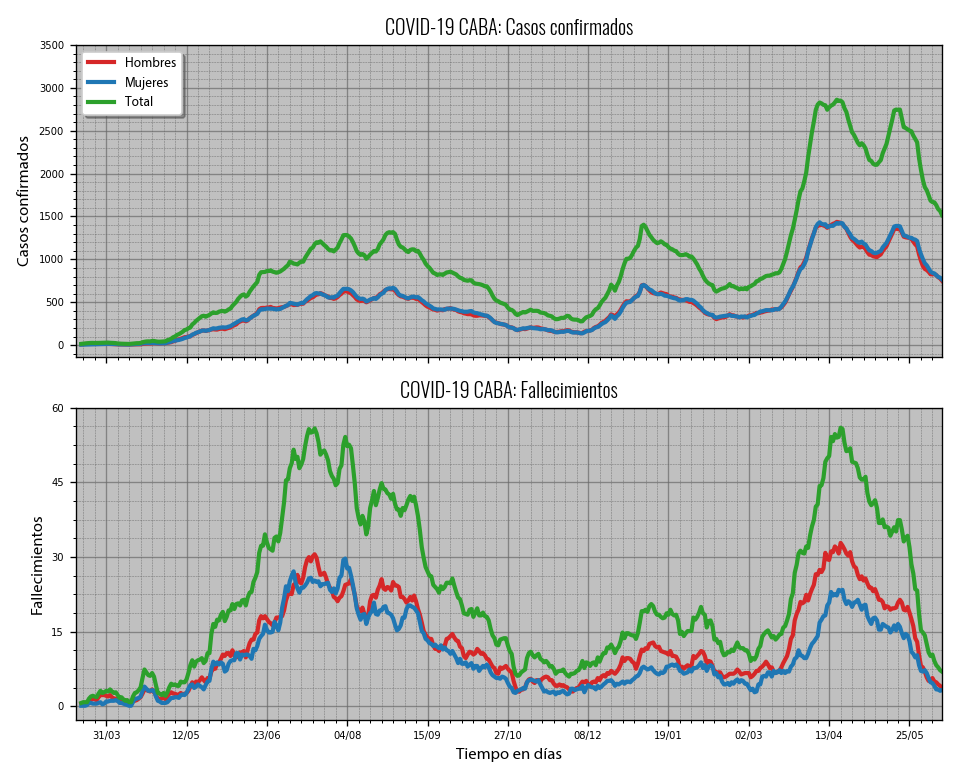 COVID-19 CABA: Casos confirmados
Casos confirmados
3500
3000
2500
2000
1500
1000
500
0
Hombres
Mujeres
Total
COVID-19 CABA: Fallecimientos
Fallecimientos
60
45
30
15
0
31/03 12/05 23/06 04/08 15/09 27/10 08/12 19/01 02/03 13/04 25/05
Tiempo en días